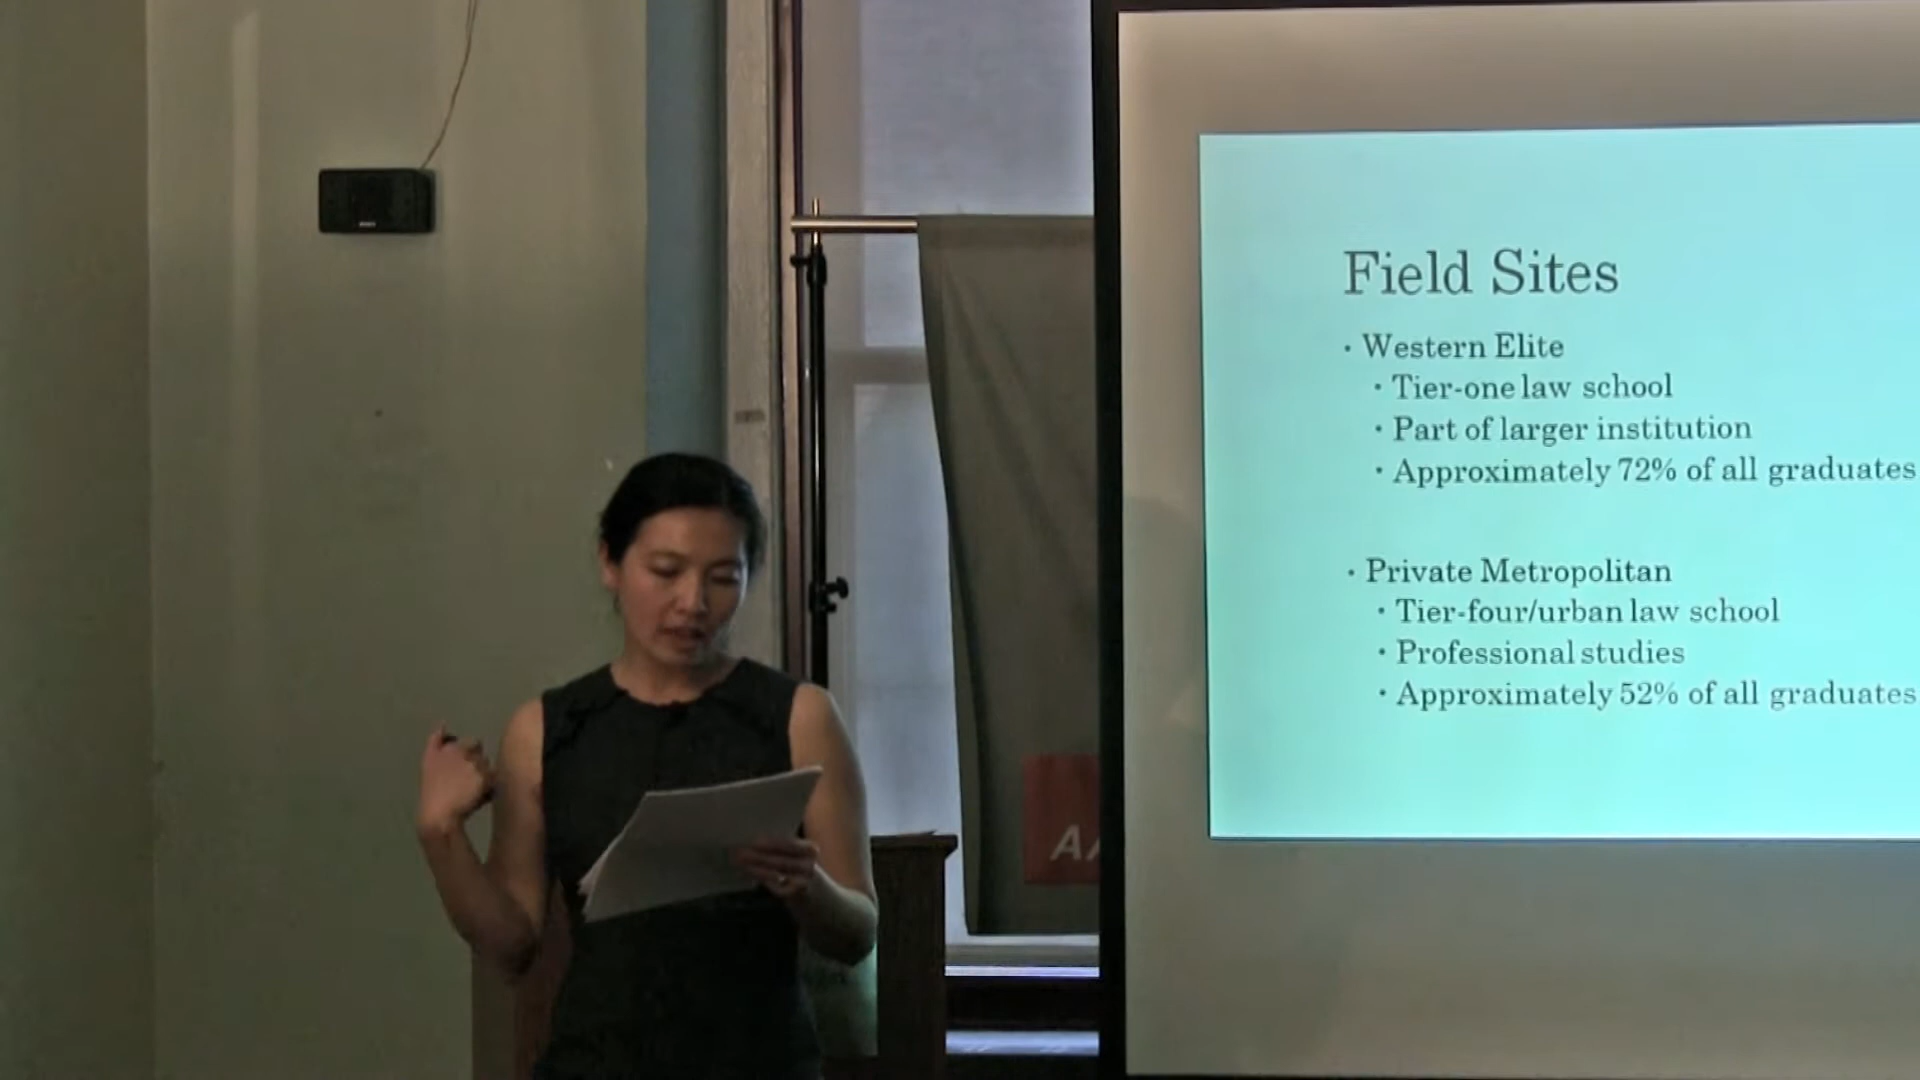 Field Sites
· Western Elite
· Tier-one law school
· Part of larger institution
· Approximately 72% of all graduates
· Private Metropolitan
· Tier-four/urban law school
· Professional studies
· Approximately 52% of all graduates